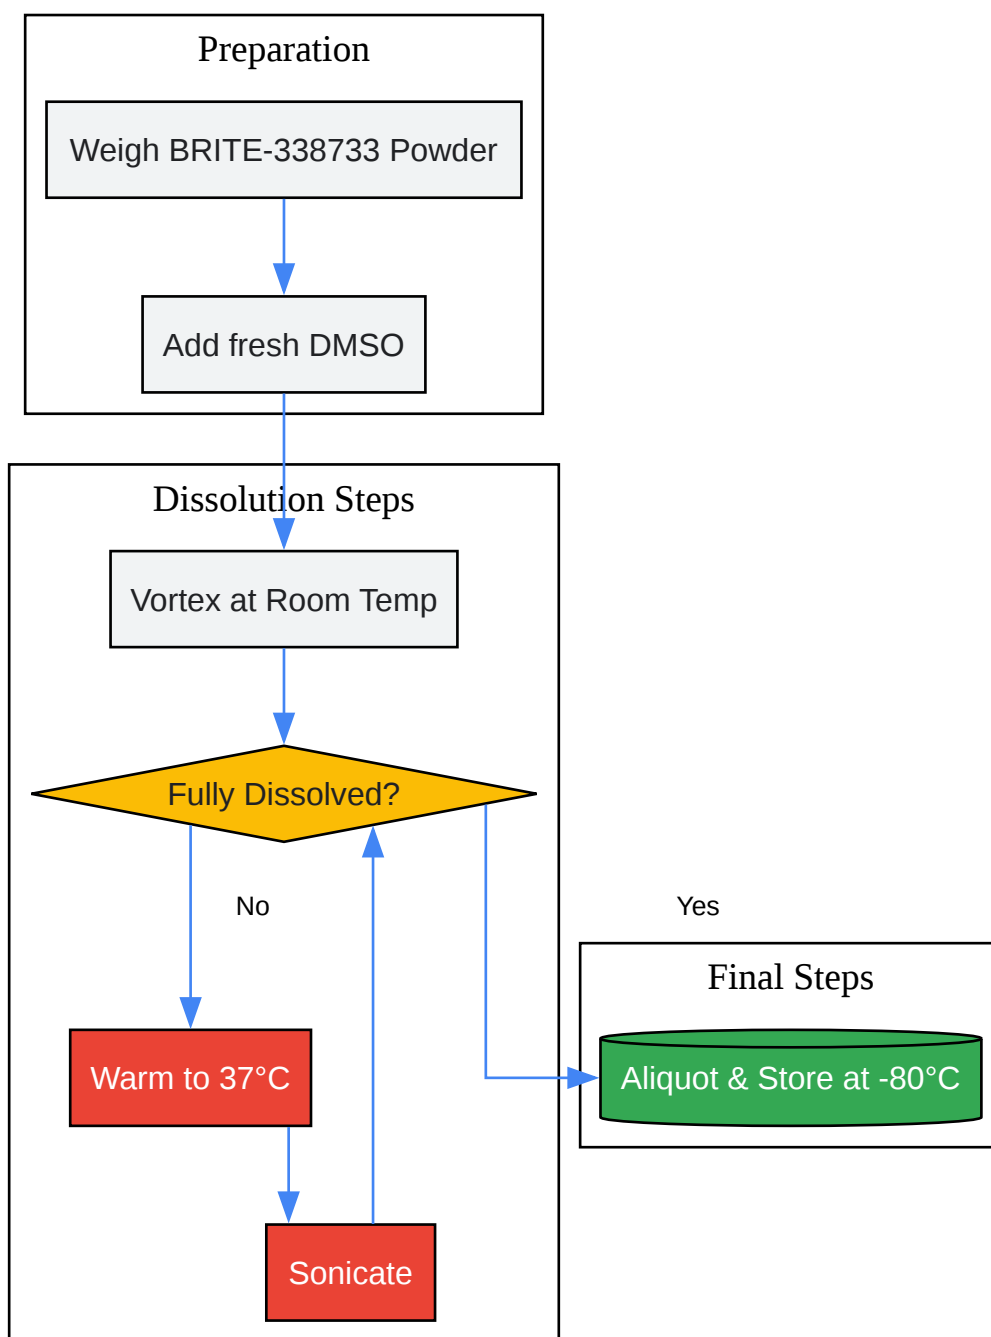 Preparation
Weigh BRITE-338733 Powder
Add fresh DMSO
Dissolution Steps
Vortex at Room Temp
Fully Dissolved?
No
Yes
Final Steps
Warm to 37°C
Aliquot & Store at -80°C
Sonicate